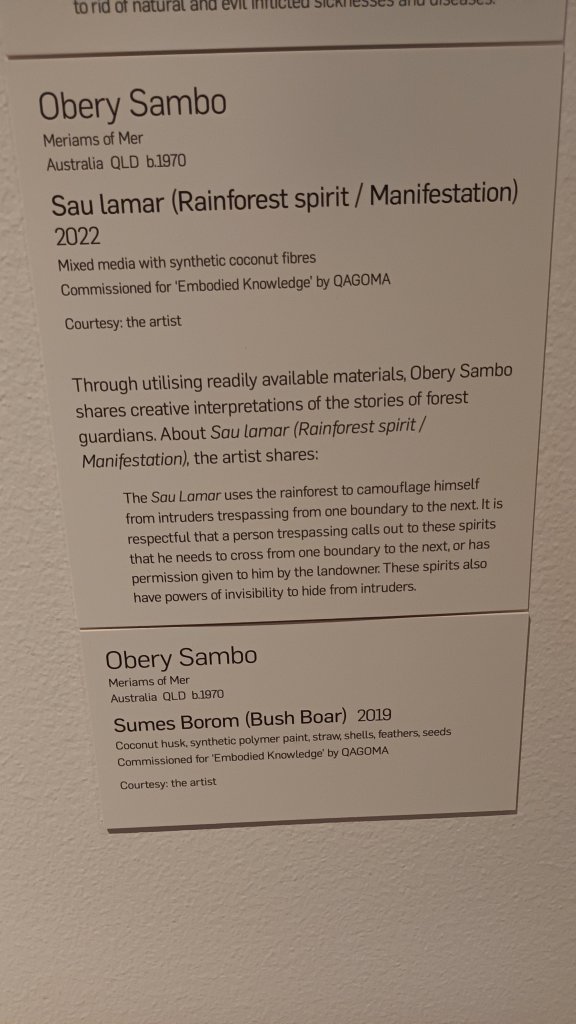 to rid of natural and evil inflicted sicknesses and diseases.
Obery Sambo
Meriams of Mer
Australia QLD b.1970
Sau lamar (Rainforest spirit / Manifestation)
2022
Mixed media with synthetic coconut fibres
Commissioned for 'Embodied Knowledge' by QAGOMA
Courtesy: the artist
Through utilising readily available materials, Obery Sambo
shares creative interpretations of the stories of forest
guardians. About Sau lamar (Rainforest spirit /
Manifestation), the artist shares:
The Sau Lamar uses the rainforest to camouflage himself
from intruders trespassing from one boundary to the next. It is
respectful that a person trespassing calls out to these spirits
that he needs to cross from one boundary to the next, or has
permission given to him by the landowner. These spirits also
have powers of invisibility to hide from intruders.
Obery Sambo
Meriams of Mer
Australia QLD b.1970
Sumes Borom (Bush Boar) 2019
Coconut husk, synthetic polymer paint, straw, shells, feathers, seeds
Commissioned for 'Embodied Knowledge' by QAGOMA
Courtesy: the artist